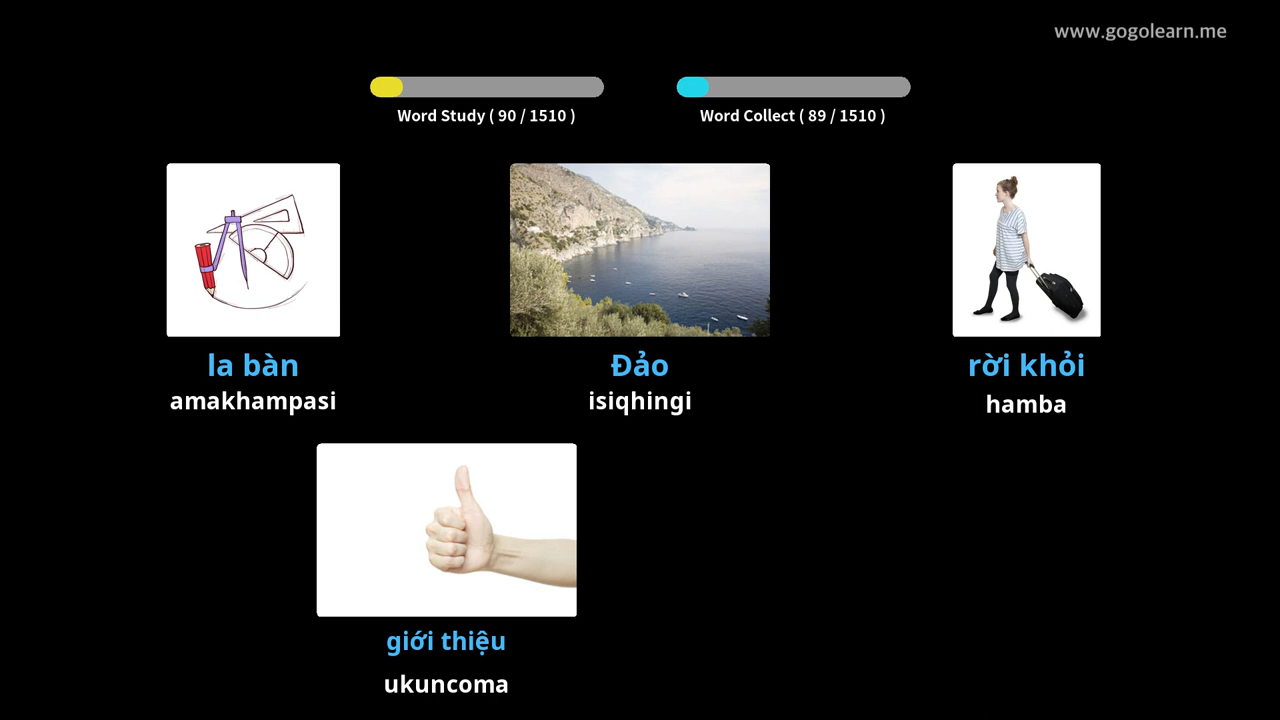 www.gogolearn.me
Word Study ( 90 / 1510 )
Word Collect ( 89 / 1510 )
la bàn
amakhampasi
Đảo
isiqhingi
rời khỏi
hamba
giới thiệu
ukuncoma